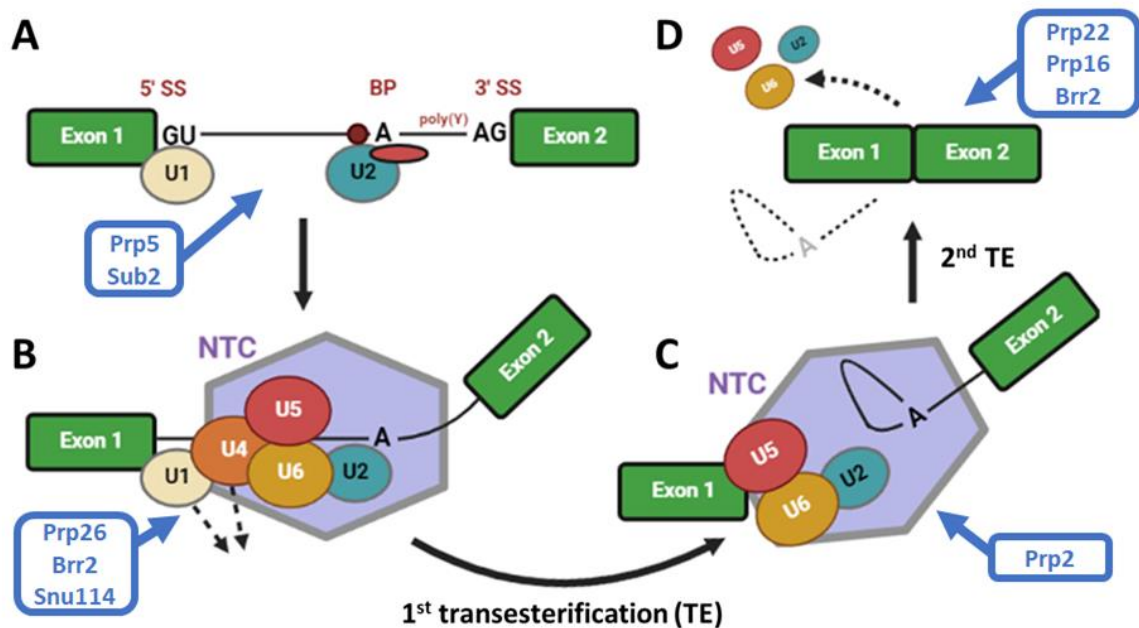 A
5' SS
BP
3' SS
Exon 1
GU
A
poly(Y)
AG
Exon 2
U1
U2
Prp5
Sub2
B
NTC
Exon 1
U5
U4
U6
U1
U2
A
Exon 2
Prp26
Brr2
Snu114
1st transesterification (TE)
C
NTC
Exon 1
U5
U6
U2
A
Exon 2
Prp2
2nd TE
D
U5
U2
U6
Exon 1
Exon 2
A
Prp22
Prp16
Brr2